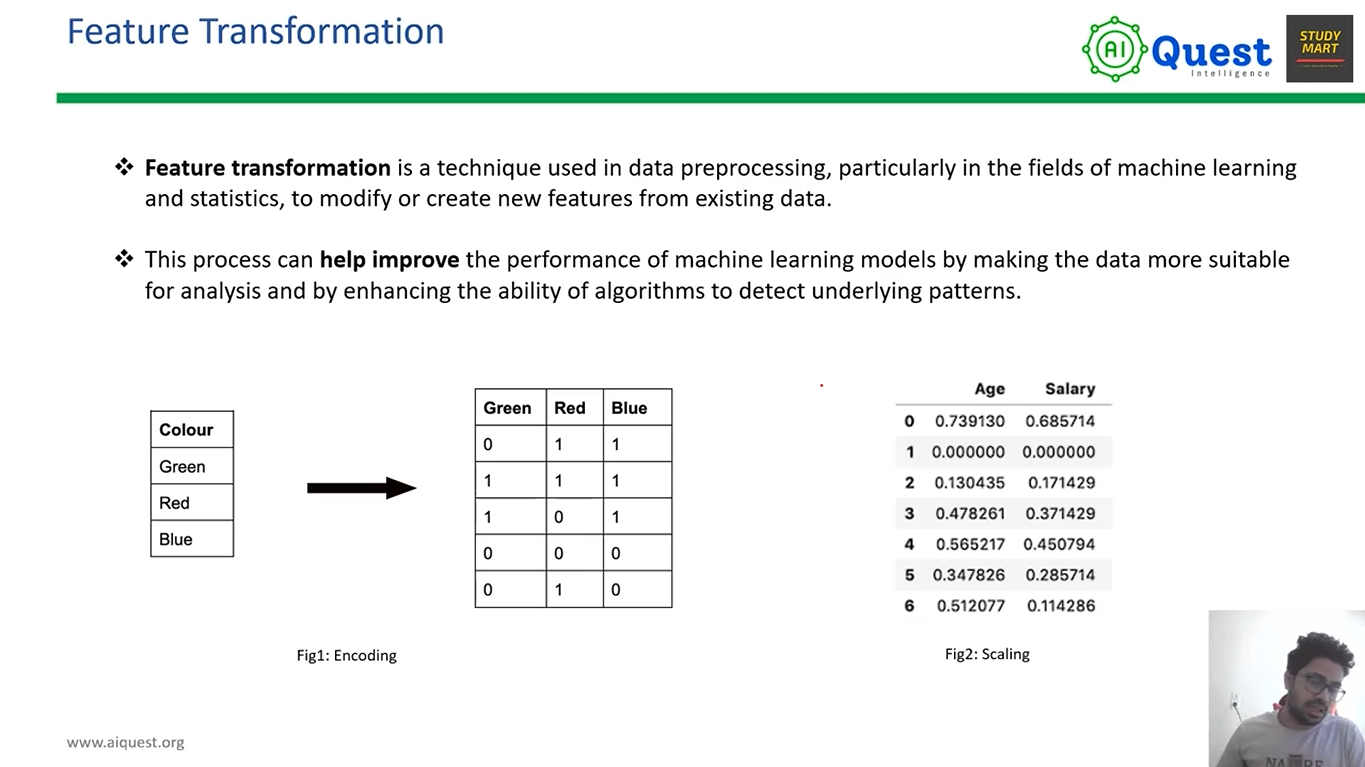 Feature Transformation
AI Quest
Intelligence
STUDY
MART
❖ Feature transformation is a technique used in data preprocessing, particularly in the fields of machine learning
and statistics, to modify or create new features from existing data.
❖ This process can help improve the performance of machine learning models by making the data more suitable
for analysis and by enhancing the ability of algorithms to detect underlying patterns.
Colour
Green
Red
Blue
Green Red Blue
0 1 1
1 1 1
1 0 1
0 0 0
0 1 0
Fig1: Encoding
Age Salary
0 0.739130 0.685714
1 0.000000 0.000000
2 0.130435 0.171429
3 0.478261 0.371429
4 0.565217 0.450794
5 0.347826 0.285714
6 0.512077 0.114286
Fig2: Scaling
www.aiquest.org